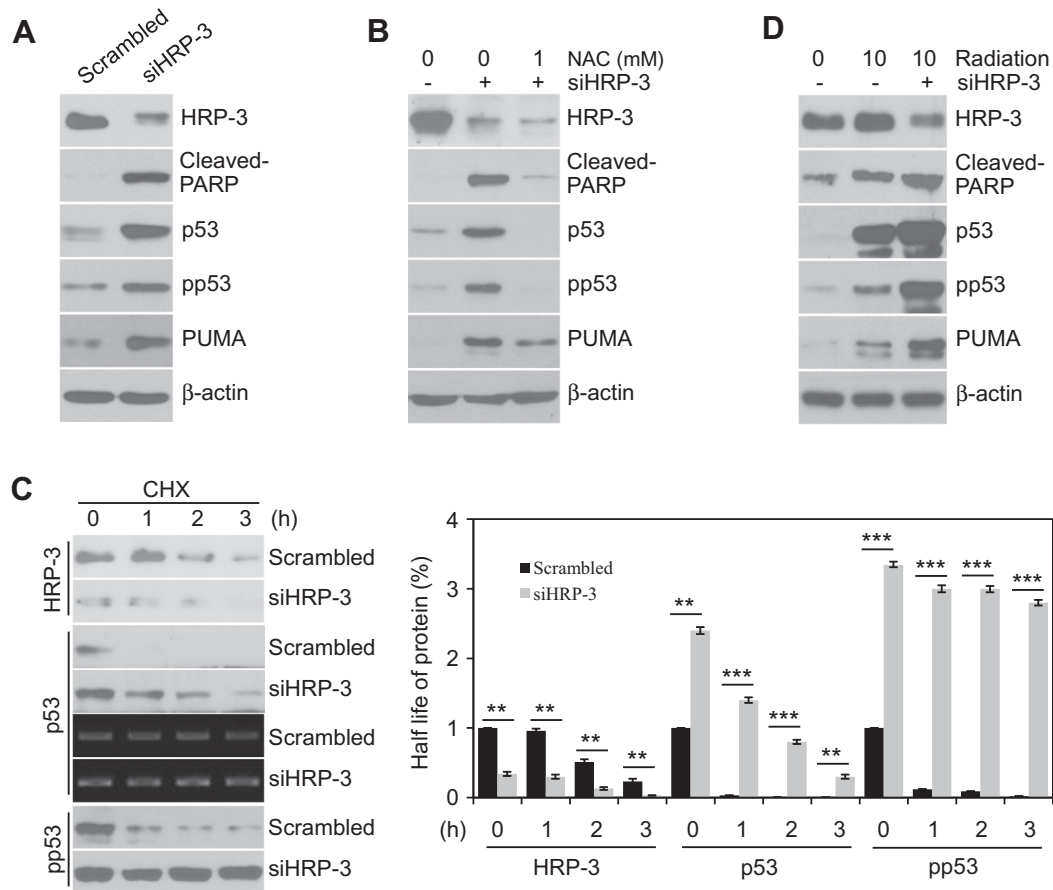 A
Scrambled
siHRP-3
HRP-3
Cleaved-
PARP
p53
pp53
PUMA
β-actin
B
0 0 1 NAC (mM)
- + + siHRP-3
HRP-3
Cleaved-
PARP
p53
pp53
PUMA
β-actin
D
0 10 10 Radiation
- - + siHRP-3
HRP-3
Cleaved-
PARP
p53
pp53
PUMA
β-actin
C
CHX
0 1 2 3 (h)
HRP-3
Scrambled
siHRP-3
p53
Scrambled
siHRP-3
Scrambled
siHRP-3
pp53
Scrambled
siHRP-3
Half life of protein (%)
4
3
2
1
0
Scrambled
siHRP-3
** ** ** **
** *** *** **
*** *** *** ***
(h) 0 1 2 3 0 1 2 3 0 1 2 3
HRP-3 p53 pp53